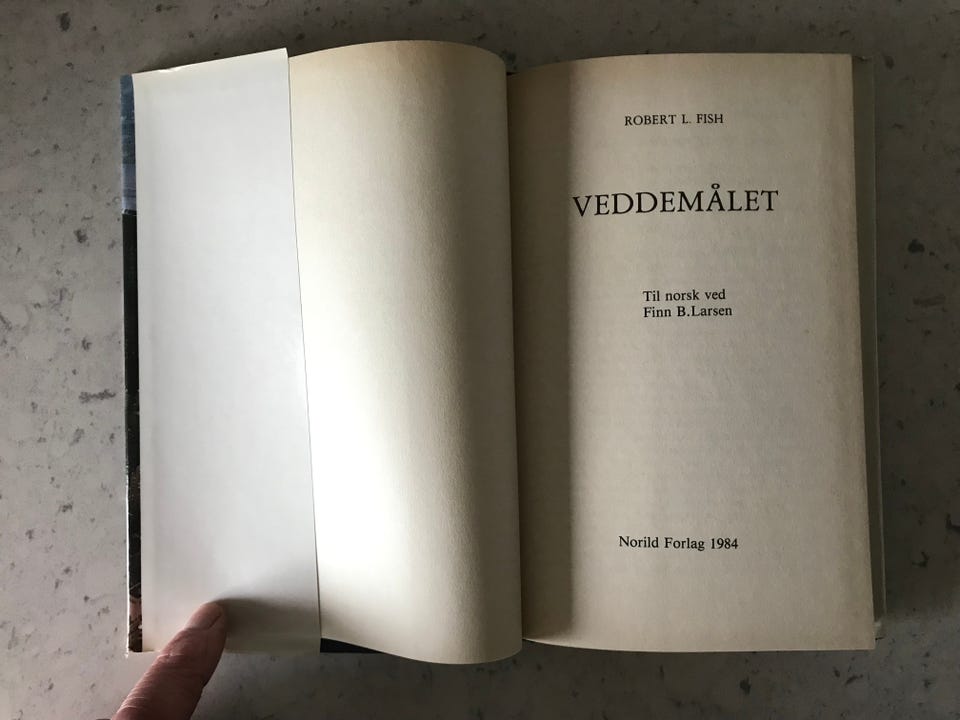 ROBERT L. FISH
VEDDEMÅLET
Til norsk ved
Finn B.Larsen
Norild Forlag 1984